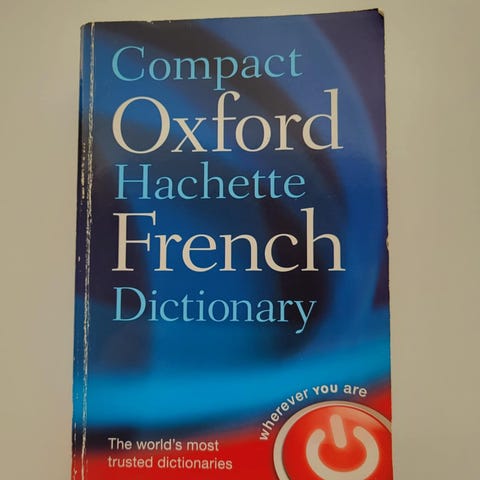 Compact
Oxford
Hachette
French
Dictionary
wherever YOU are
The world's most
trusted dictionaries